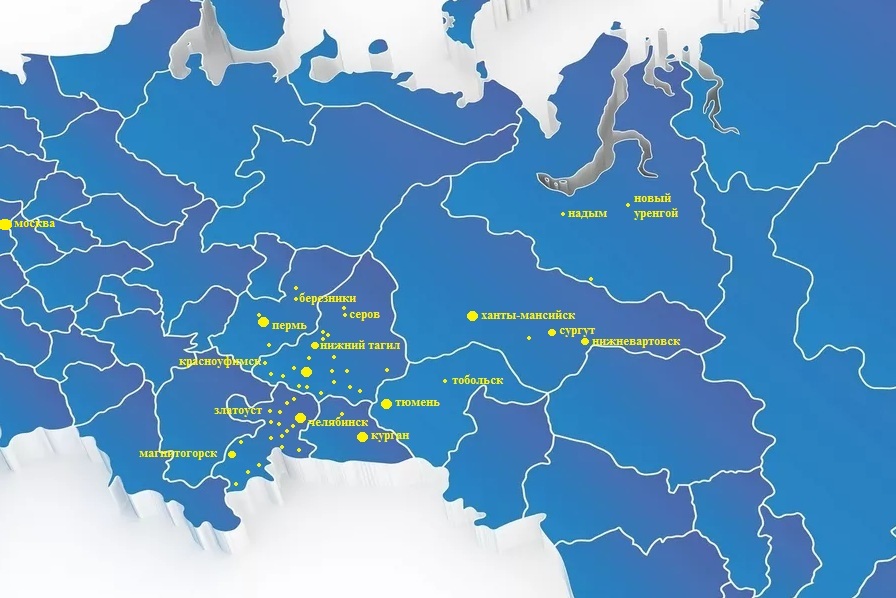 новый
уренгой
надым
москва
березники
серов
ханты-мансийск
пермь
сургут
нижневартовск
нижний тагил
красноуфимск
тобольск
тюмень
златоуст
челябинск
курган
магнитогорск